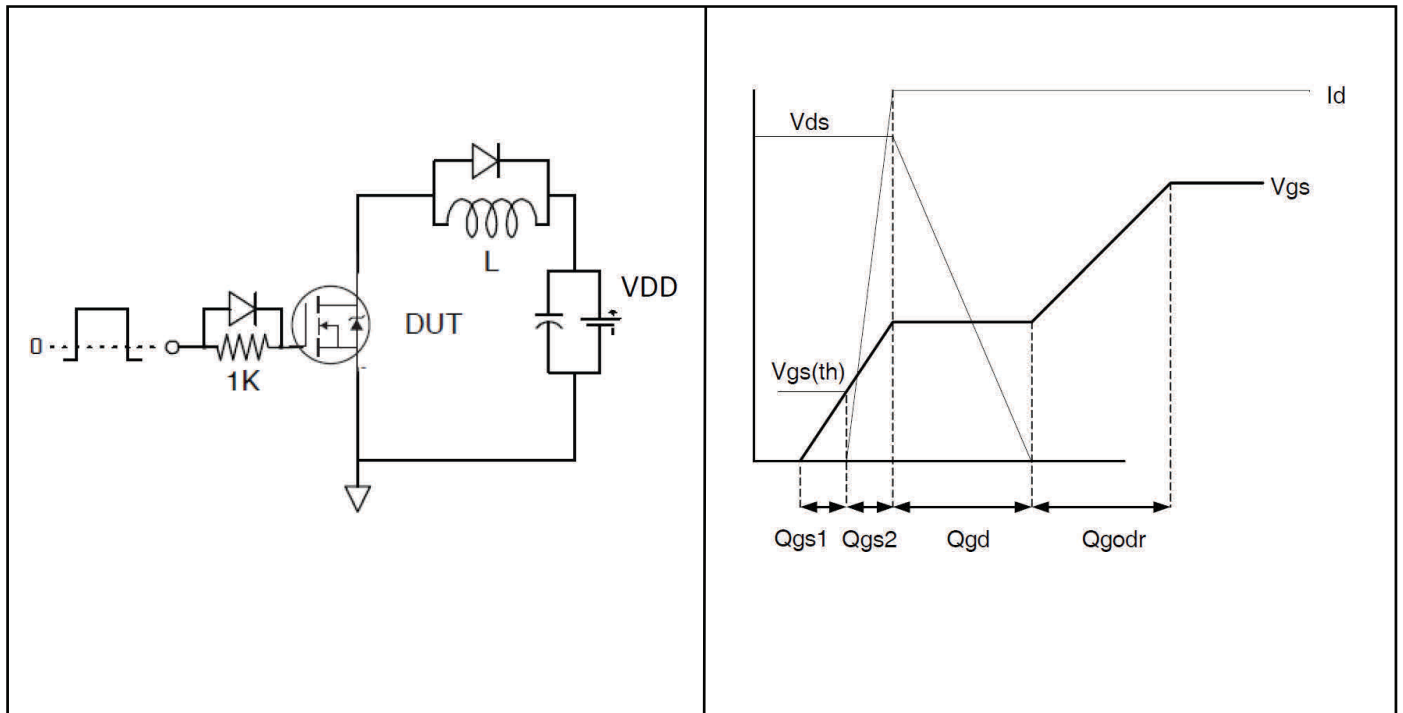 L
VDD
DUT
0
1K
Id
Vds
Vgs
Vgs(th)
Qgs1 Qgs2 Qgd Qgodr